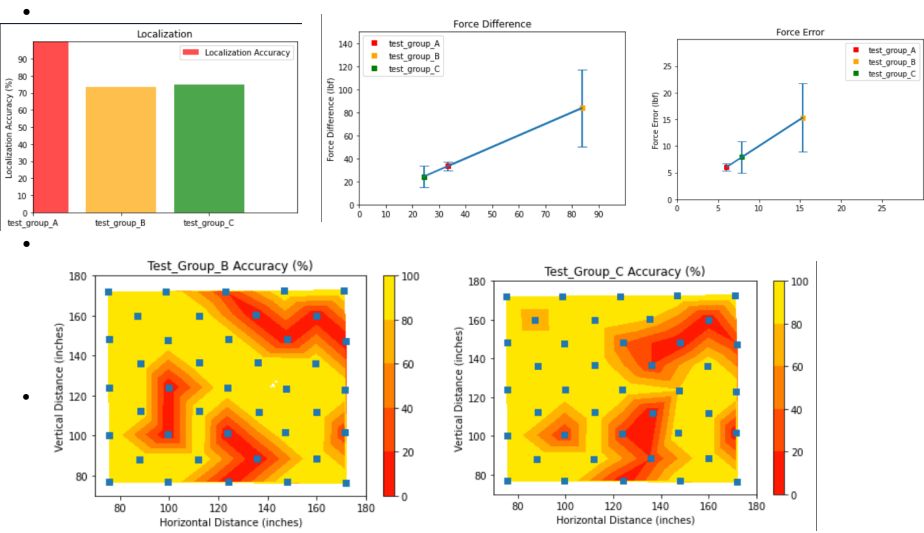 Localization
Localization Accuracy
Localization Accuracy (%)
90
80
70
60
50
40
30
20
10
0
test_group_A
test_group_B
test_group_C
Force Difference
test_group_A
test_group_B
test_group_C
Force Difference (lbf)
140
120
100
80
60
40
20
0
0 10 20 30 40 50 60 70 80 90
Force Error
test_group_A
test_group_B
test_group_C
Force Error (lbf)
25
20
15
10
5
0
0 5 10 15 20 25
Test_Group_B Accuracy (%)
Vertical Distance (inches)
180
160
140
120
100
80
80 100 120 140 160 180
Horizontal Distance (inches)
100
80
60
40
20
0
Test_Group_C Accuracy (%)
Vertical Distance (inches)
180
160
140
120
100
80
80 100 120 140 160 180
Horizontal Distance (inches)
100
80
60
40
20
0